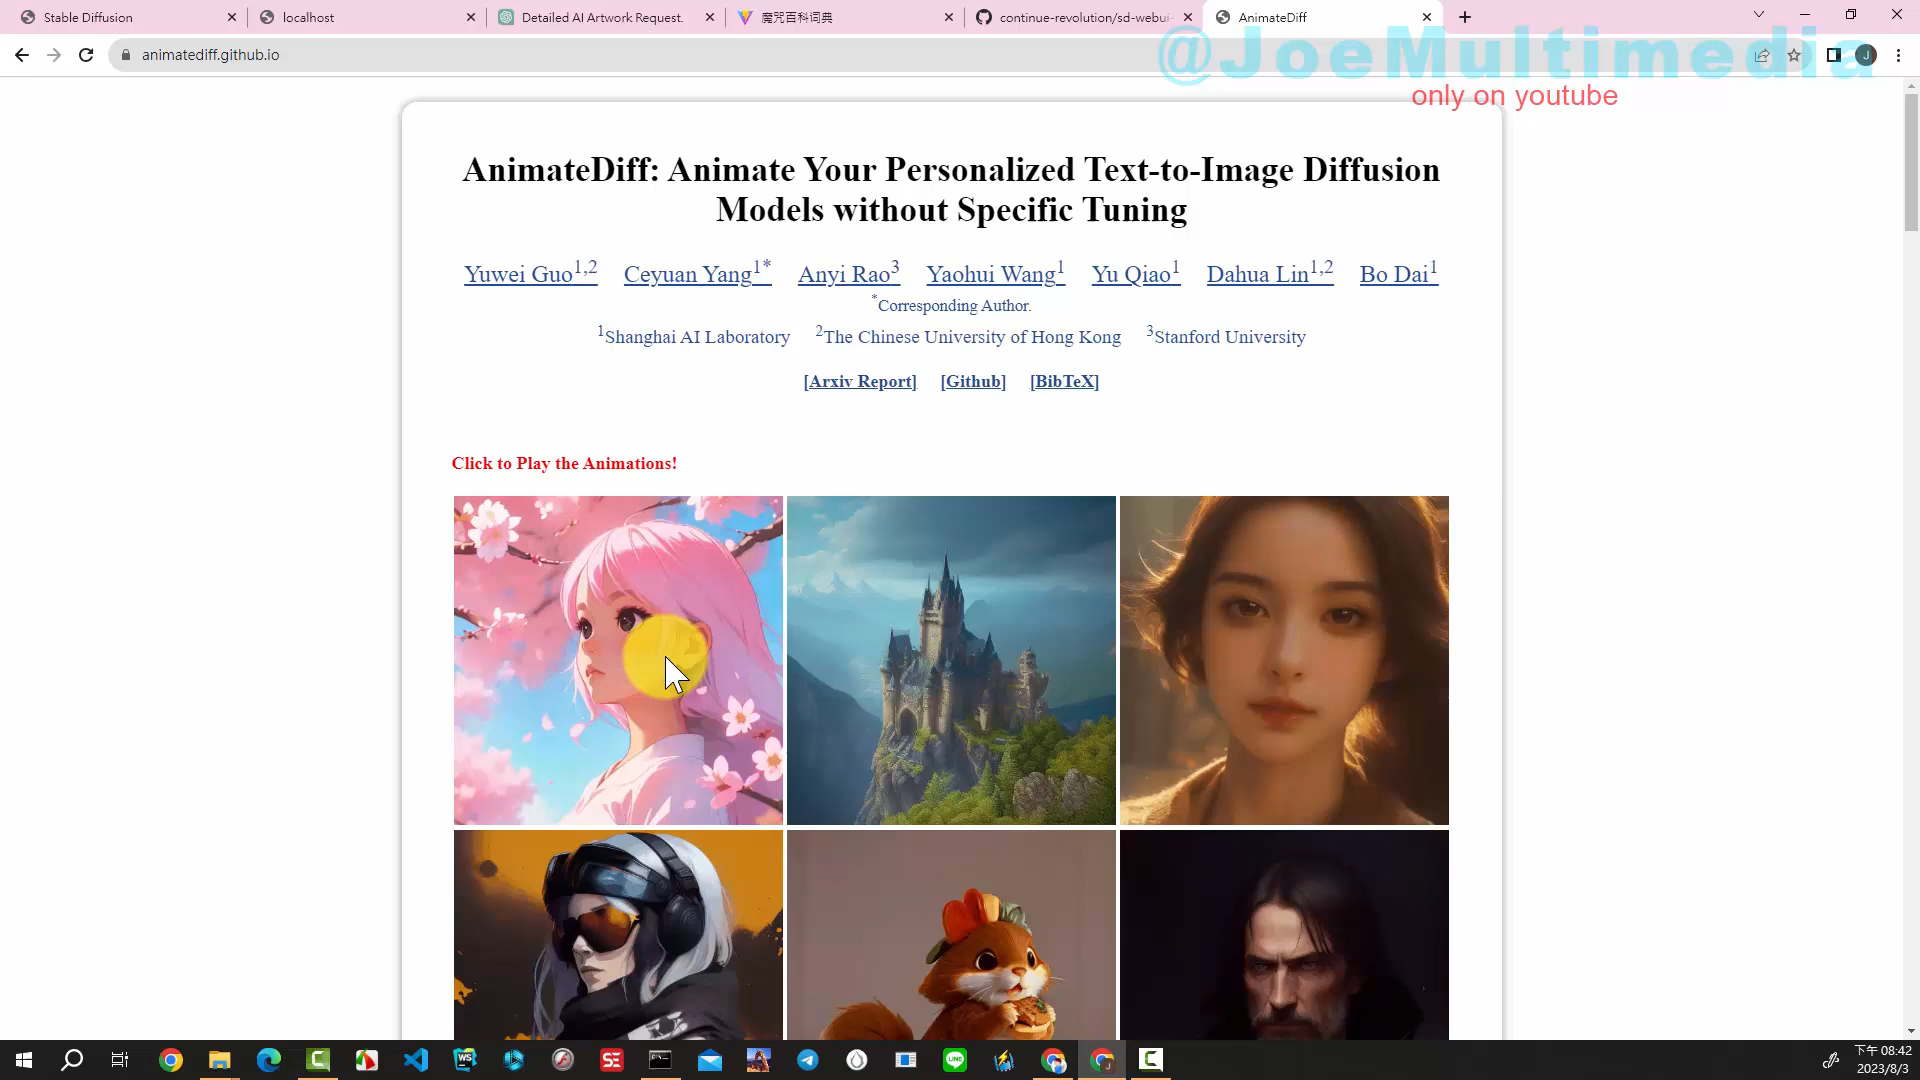 Stable Diffusion
localhost
Detailed AI Artwork Request.
魔咒百科词典
continue-revolution/sd-webui-
AnimateDiff
animatediff.github.io
@JoeMultimedia
only on youtube
AnimateDiff: Animate Your Personalized Text-to-Image Diffusion
Models without Specific Tuning
Yuwei Guo1,2 Ceyuan Yang1* Anyi Rao3 Yaohui Wang1 Yu Qiao1 Dahua Lin1,2 Bo Dai1
*Corresponding Author.
1Shanghai AI Laboratory 2The Chinese University of Hong Kong 3Stanford University
[Arxiv Report] [Github] [BibTeX]
Click to Play the Animations!
下午 08:42
2023/8/3